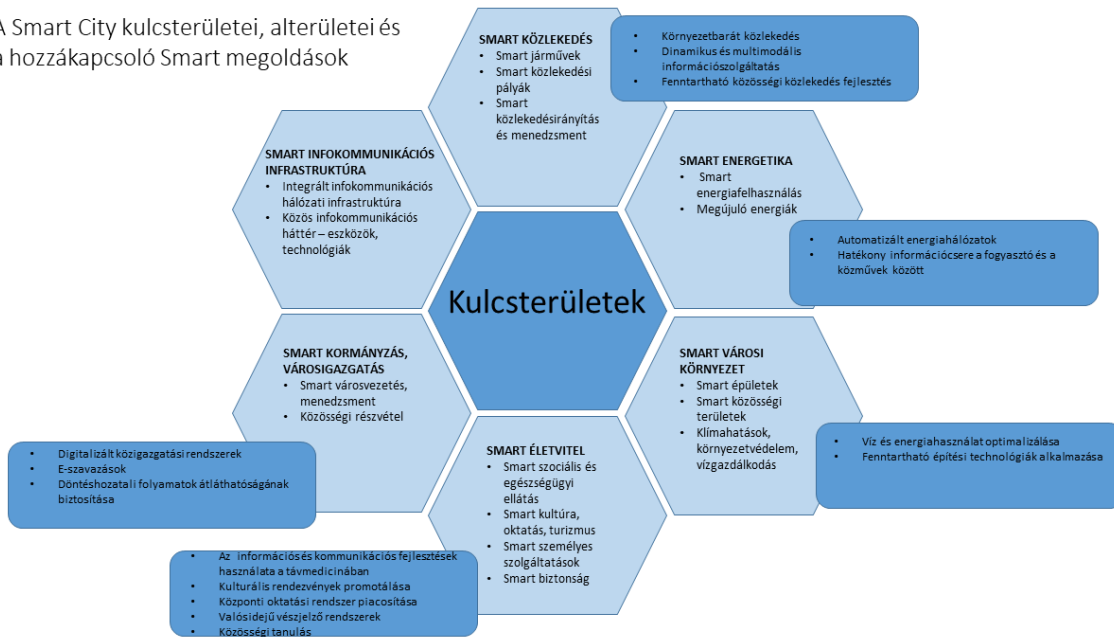 A Smart City kulcsterületei, alterületei és
a hozzákapcsoló Smart megoldások
SMART KÖZLEKEDÉS
• Smart járművek
• Smart közlekedési
pályák
• Smart
közlekedésirányítás
és menedzsment
• Környezetbarát közlekedés
• Dinamikus és multimodális
információszolgáltatás
• Fenntartható közösségi közlekedés fejlesztés
SMART INFOKOMMUNIKÁCIÓS
INFRASTRUKTÚRA
• Integrált infokommunikációs
hálózati infrastruktúra
• Közös infokommunikációs
háttér – eszközök,
technológiák
SMART ENERGETIKA
• Smart
energiafelhasználás
• Megújuló energiák
• Automatizált energiahálózatok
• Hatékony információcsere a fogyasztó és a
közművek között
Kulcsterületek
SMART KORMÁNYZÁS,
VÁROSIGAZGATÁS
• Smart városvezetés,
menedzsment
• Közösségi részvétel
• Digitalizált közigazgatási rendszerek
• E-szavazások
• Döntéshozatali folyamatok átláthatóságának
biztosítása
SMART VÁROSI
KÖRNYEZET
• Smart épületek
• Smart közösségi
területek
• Klímahatások,
környezetvédelem,
vízgazdálkodás
• Víz és energiahasználat optimalizálása
• Fenntartható építési technológiák alkalmazása
SMART ÉLETVITEL
• Smart szociális és
egészségügyi
ellátás
• Smart kultúra,
oktatás, turizmus
• Smart személyes
szolgáltatások
• Smart biztonság
• Az információs és kommunikációs fejlesztések
használata a távmedicinában
• Kulturális rendezvények promotálása
• Központi oktatási rendszer piacosítása
• Valósidejű vészjelző rendszerek
• Közösségi tanulás